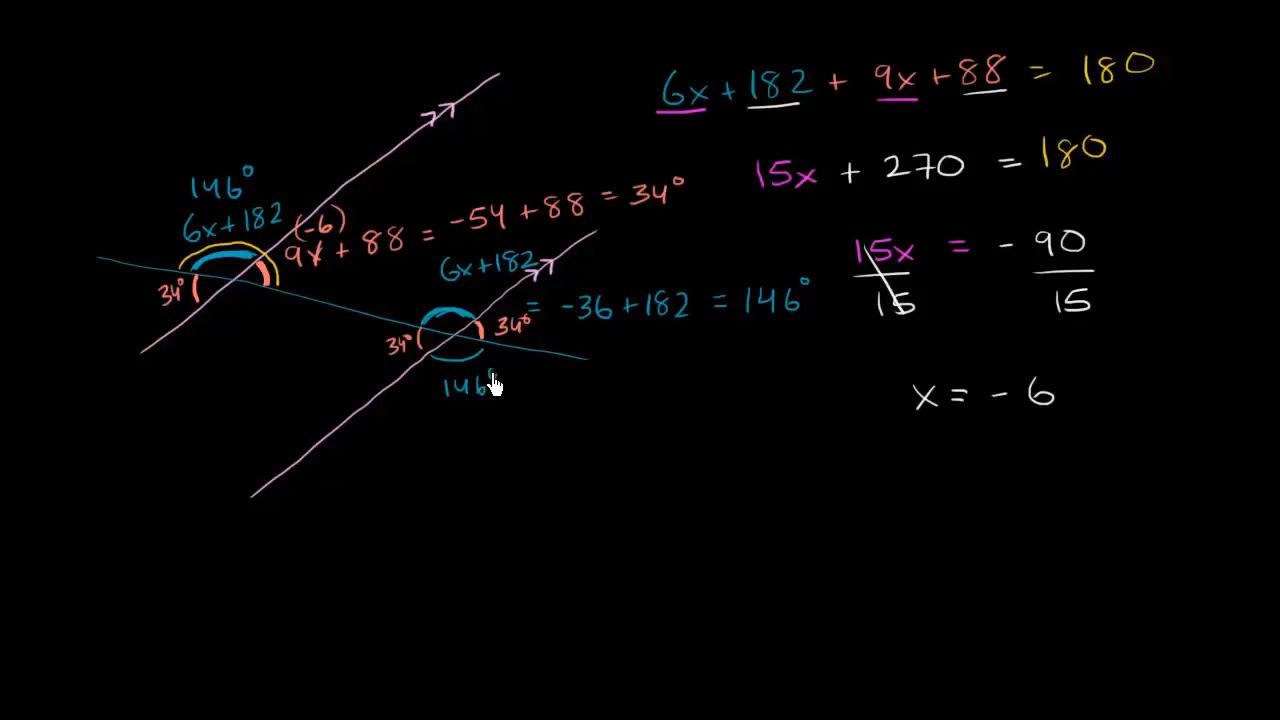 6x + 182 + 9x + 88 = 180
15x + 270 = 180
15x = - 90
15 15
x = - 6
146°
6x + 182
(-6)
9x + 88 = -54 + 88 = 34°
34°
6x + 182
= -36 + 182 = 146°
34°
34°
146°